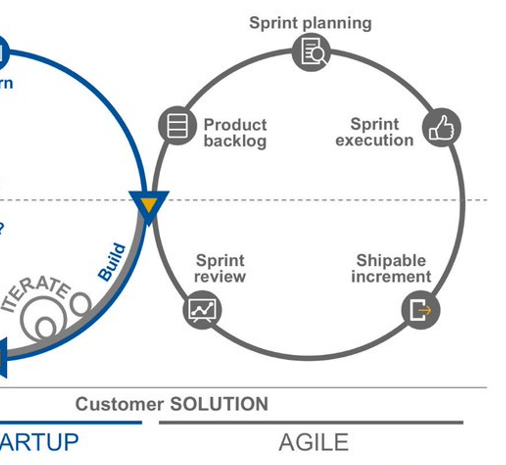 Sprint planning
rn
Product
backlog
Sprint
execution
?
Build
ITERATE
Sprint
review
Shipable
increment
Customer SOLUTION
ARTUP
AGILE